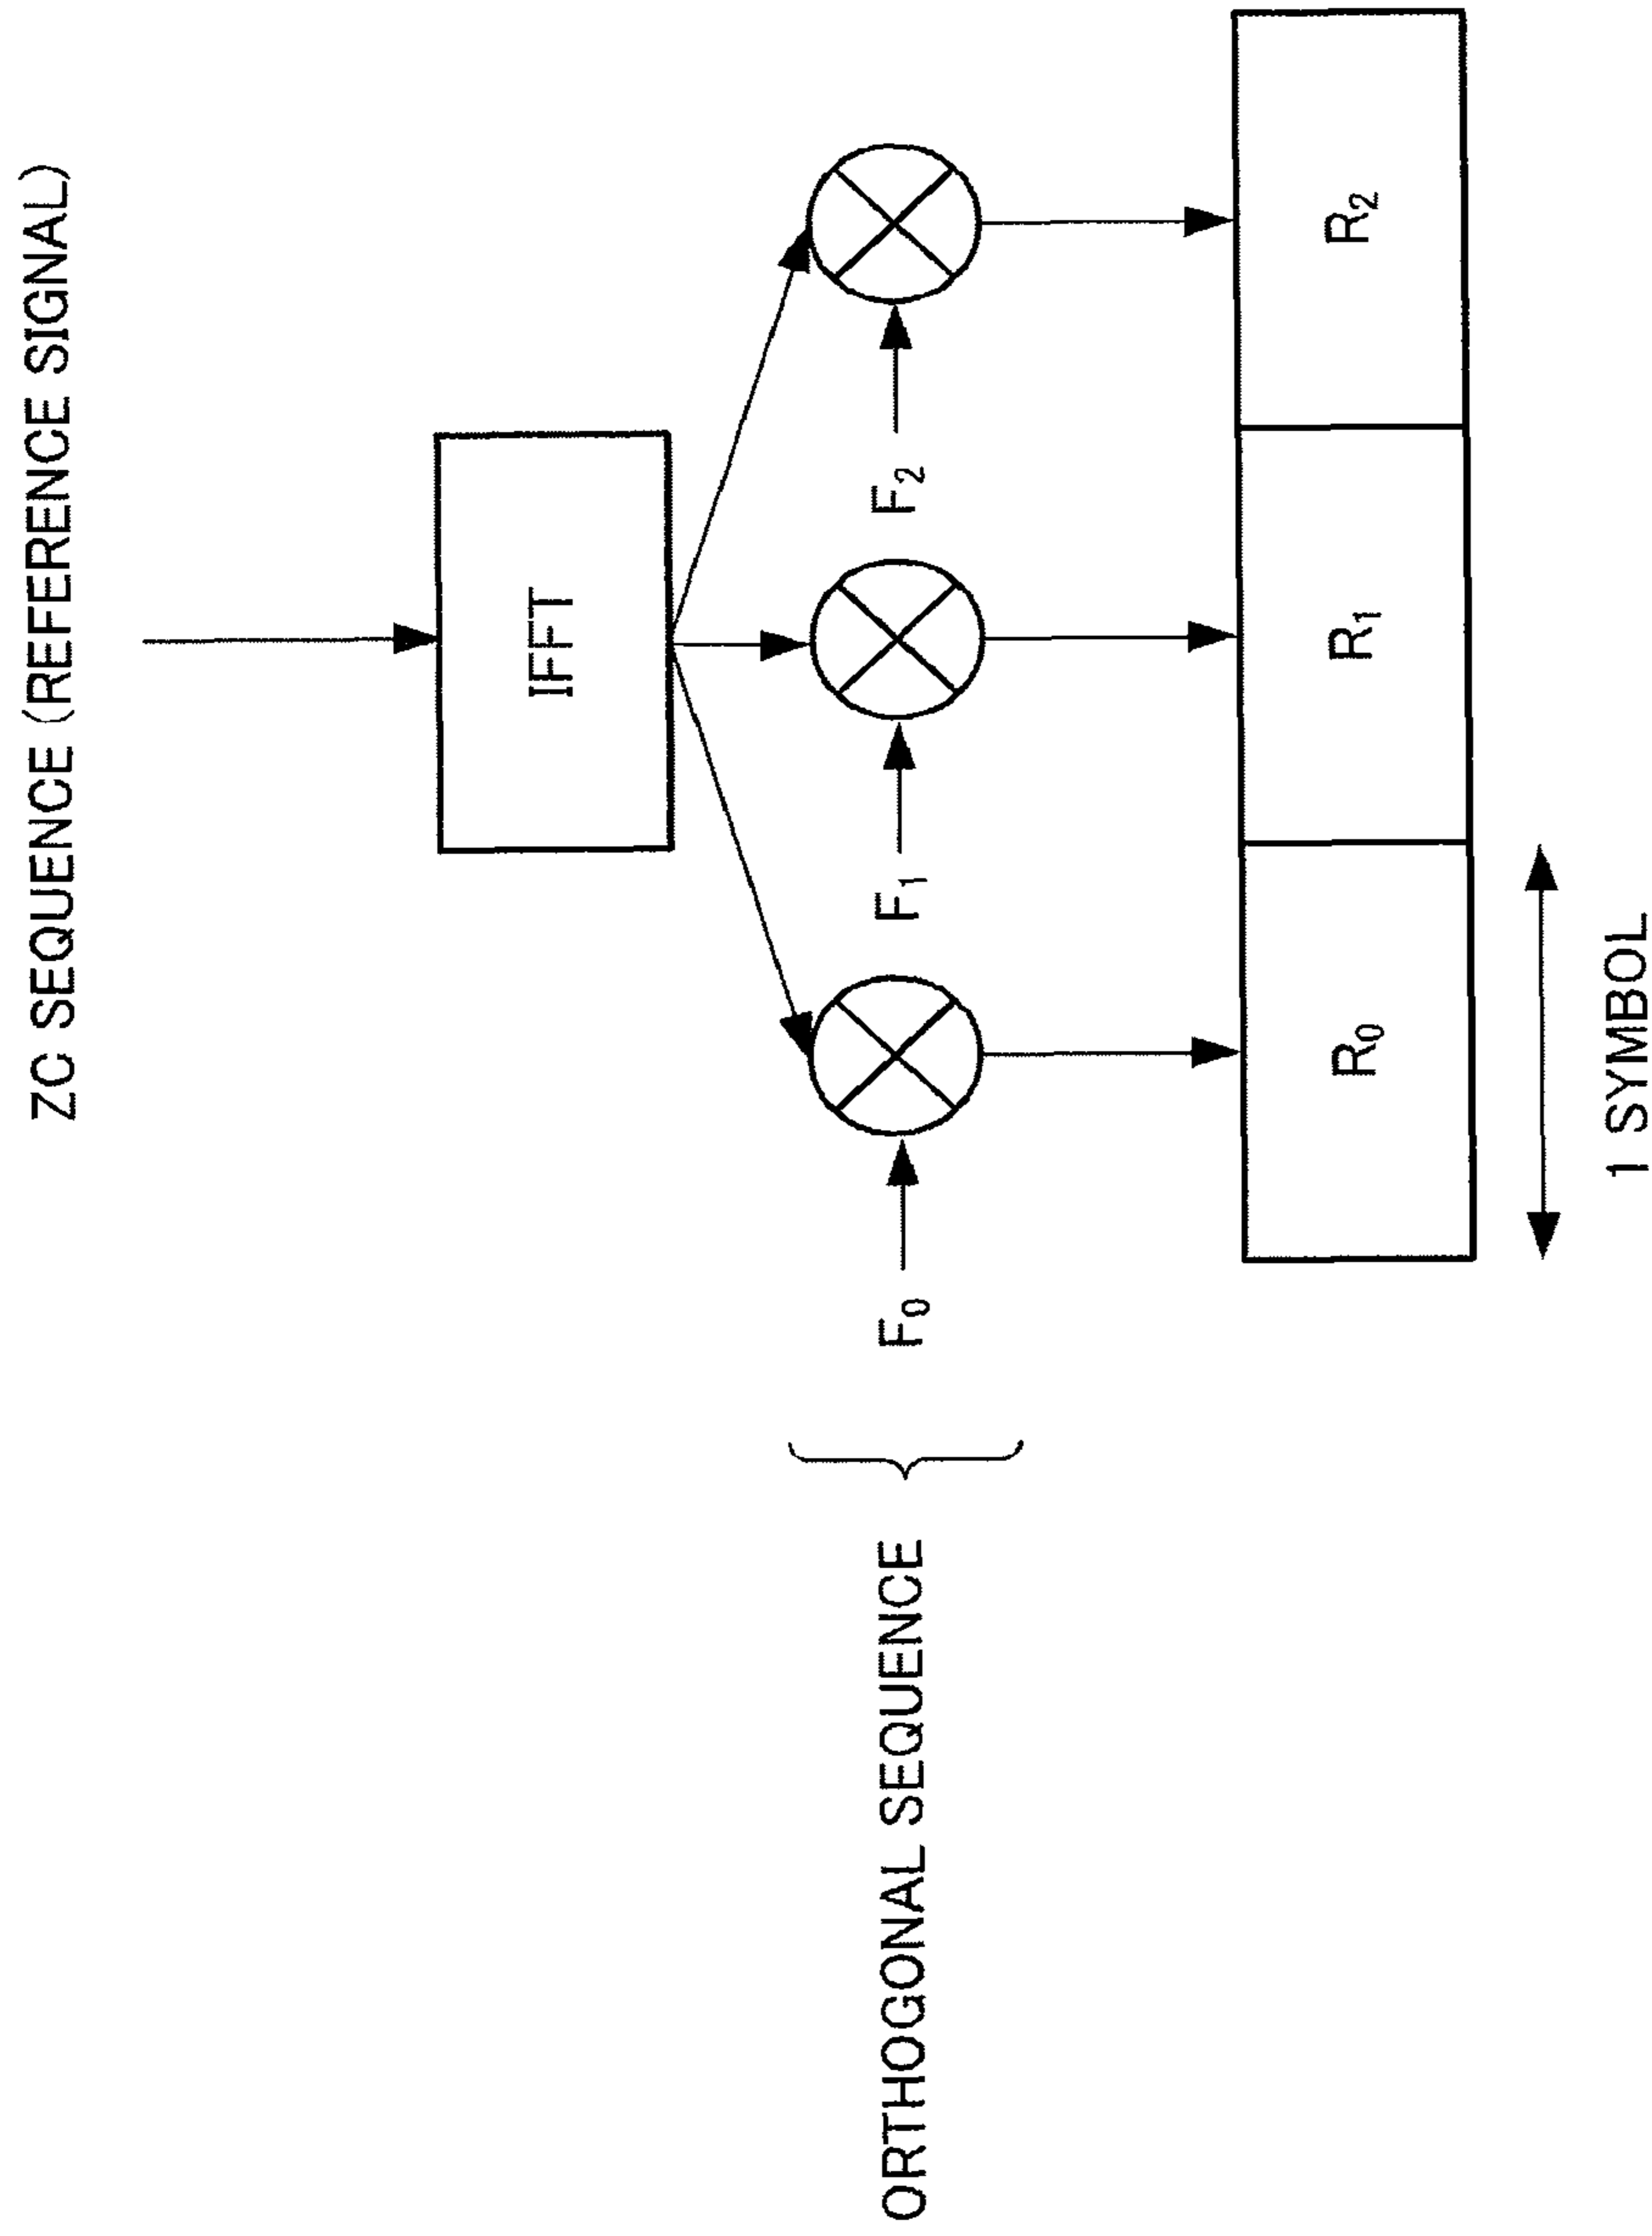 ZC SEQUENCE (REFERENCE SIGNAL)
IFFT
ORTHOGONAL SEQUENCE
F0
F1
F2
R0
R1
R2
1 SYMBOL